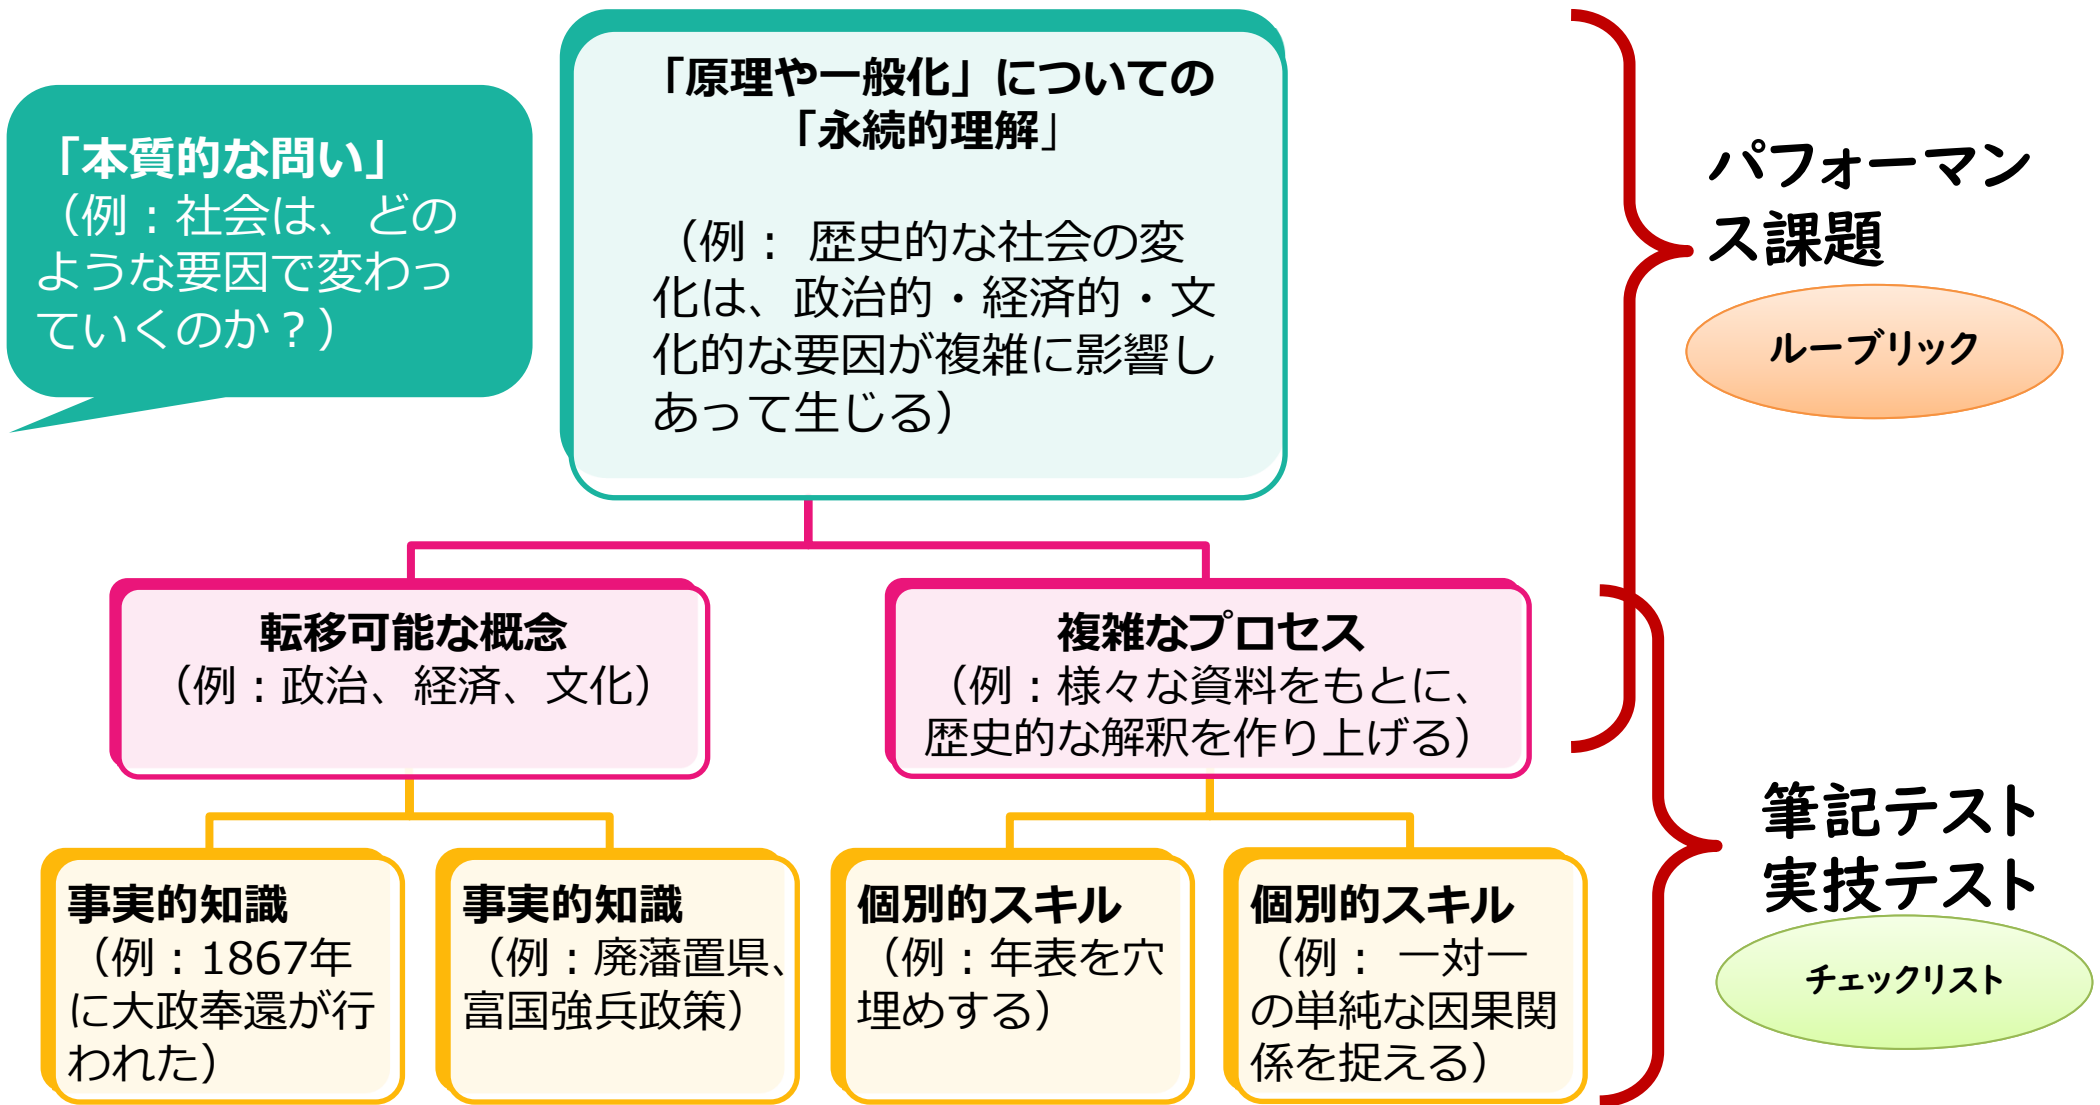 「本質的な問い」
（例：社会は、どの
ような要因で変わっ
ていくのか？）
「原理や一般化」についての
「永続的理解」
（例： 歴史的な社会の変
化は、政治的・経済的・文
化的な要因が複雑に影響し
あって生じる）
パフォーマン
ス課題
ルーブリック
転移可能な概念
（例：政治、経済、文化）
複雑なプロセス
（例：様々な資料をもとに、
歴史的な解釈を作り上げる）
事実的知識
（例：1867年
に大政奉還が行
われた）
事実的知識
（例：廃藩置県、
富国強兵政策）
個別的スキル
（例：年表を穴
埋めする）
個別的スキル
（例： 一対一
の単純な因果関
係を捉える）
筆記テスト
実技テスト
チェックリスト